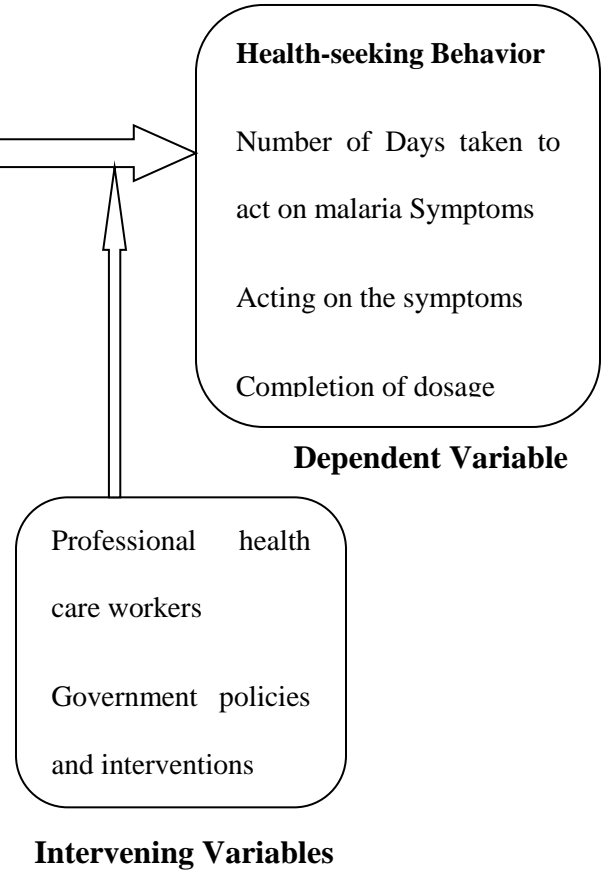 Health-seeking Behavior
Number of Days taken to
act on malaria Symptoms
Acting on the symptoms
Completion of dosage
Dependent Variable
Professional health
care workers
Government policies
and interventions
Intervening Variables